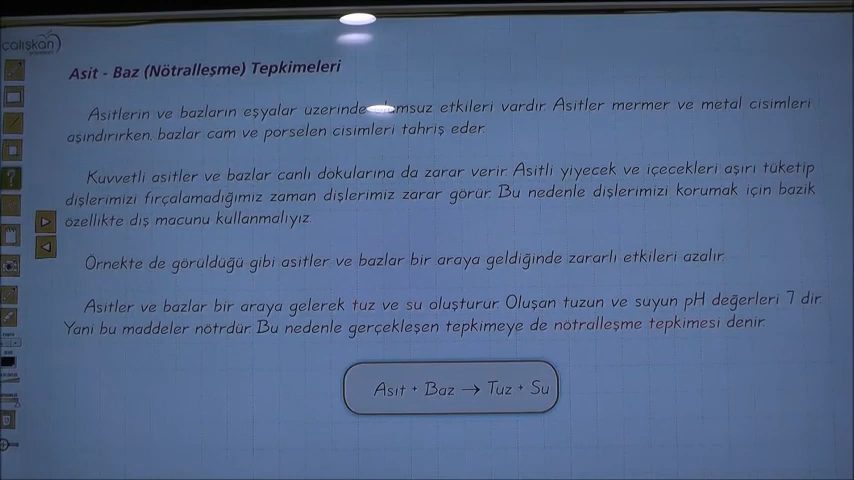 çalışkan
Asit - Baz (Nötralleşme) Tepkimeleri
Asitlerin ve bazların eşyalar üzerinde etkileri vardır. Asitler mermer ve metal cisimleri
aşındırırken, bazlar cam ve porselen cisimleri tahriş eder.
Kuvvetli asitler ve bazlar canlı dokularına da zarar verir. Asitli yiyecek ve içecekleri aşırı tüketip
dişlerimizi fırçalamadığımız zaman dişlerimiz zarar görür. Bu nedenle dişlerimizi korumak için bazik
özellikte diş macunu kullanmalıyız.
Örnekte de görüldüğü gibi asitler ve bazlar bir araya geldiğinde zararlı etkileri azalır.
Asitler ve bazlar bir araya gelerek tuz ve su oluşturur. Oluşan tuzun ve suyun pH değerleri 7 dir.
Yani bu maddeler nötrdür. Bu nedenle gerçekleşen tepkimeye de nötralleşme tepkimesi denir.
Asit + Baz → Tuz + Su